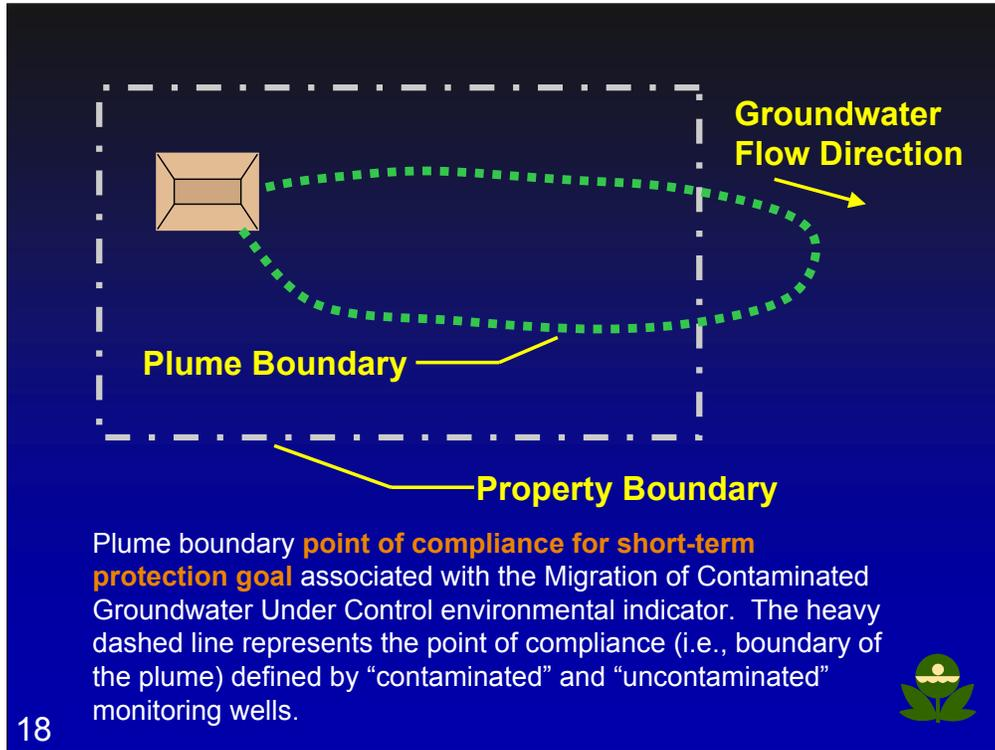 Groundwater
Flow Direction
Plume Boundary
Property Boundary
Plume boundary point of compliance for short-term
protection goal associated with the Migration of Contaminated
Groundwater Under Control environmental indicator.  The heavy
dashed line represents the point of compliance (i.e., boundary of
the plume) defined by “contaminated” and “uncontaminated”
monitoring wells.
18